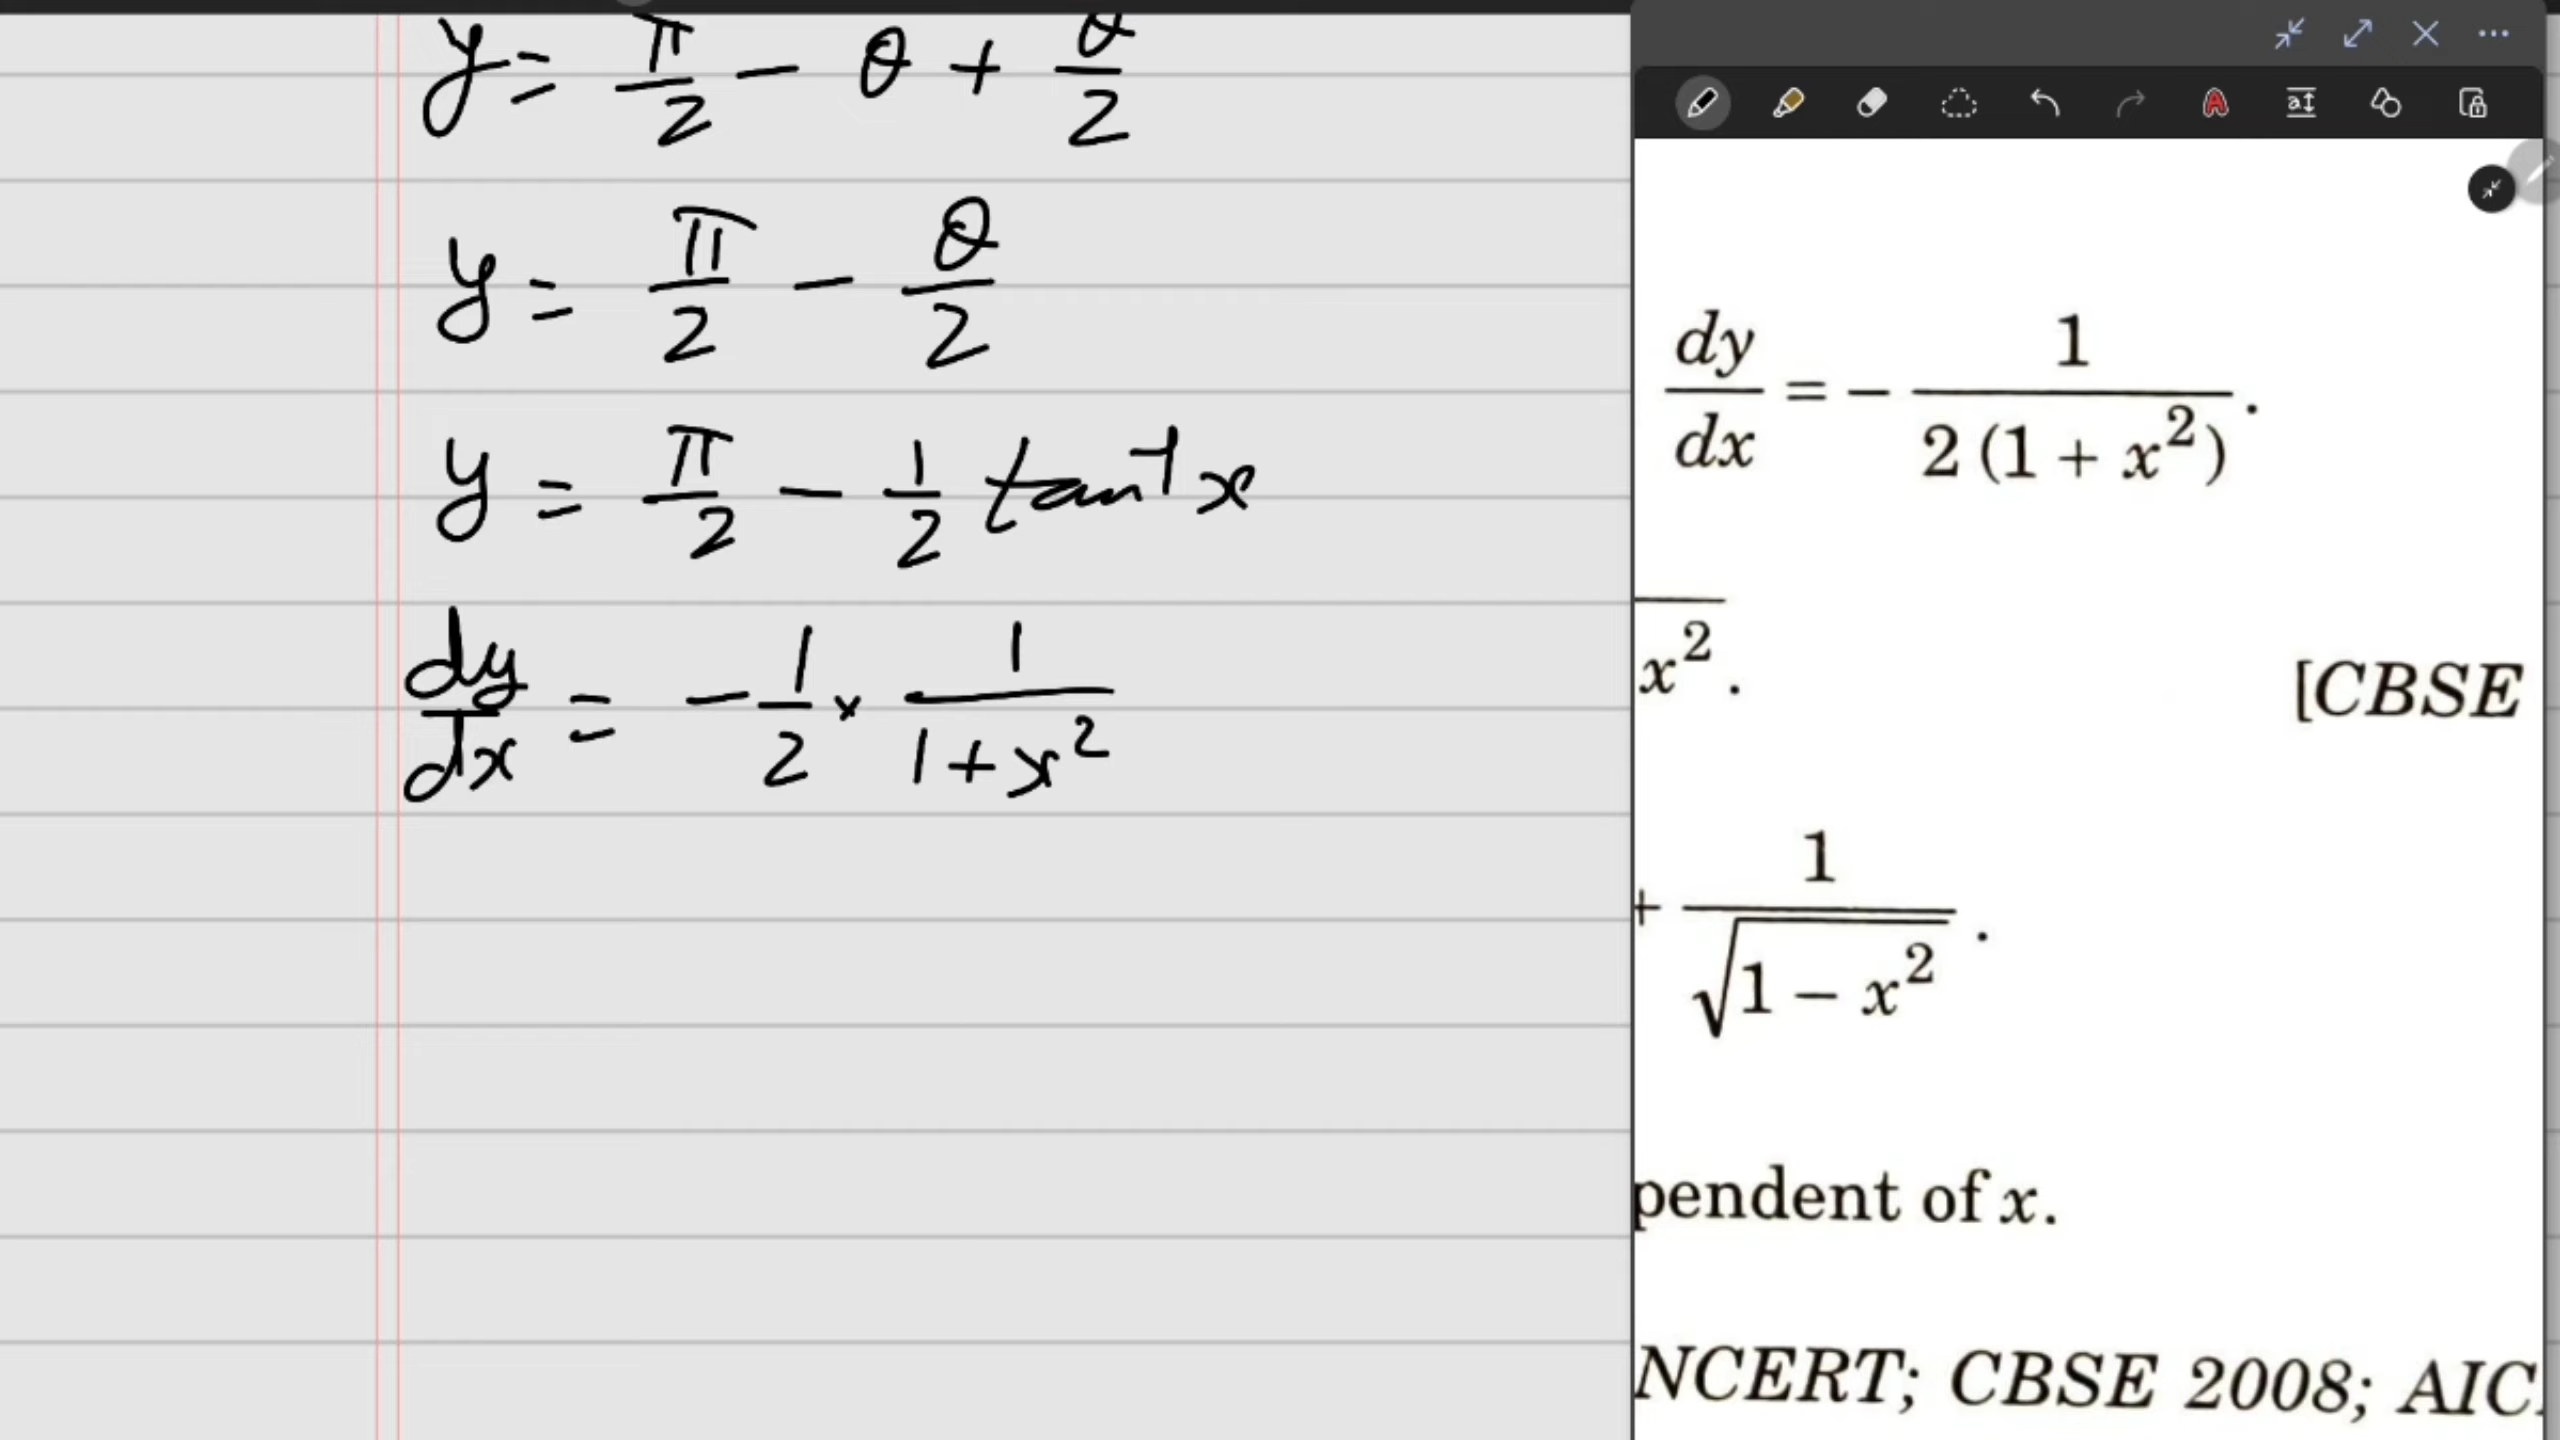 y = π/2 − θ + θ/2
y = π/2 − θ/2
y = π/2 − 1/2 tan⁻¹x
dy/dx = −1/2 × 1/(1+x²)
dy/dx = − 1/(2 (1 + x²)).
x².
[CBSE
+ 1/√(1 − x²).
pendent of x.
NCERT; CBSE 2008; AIC